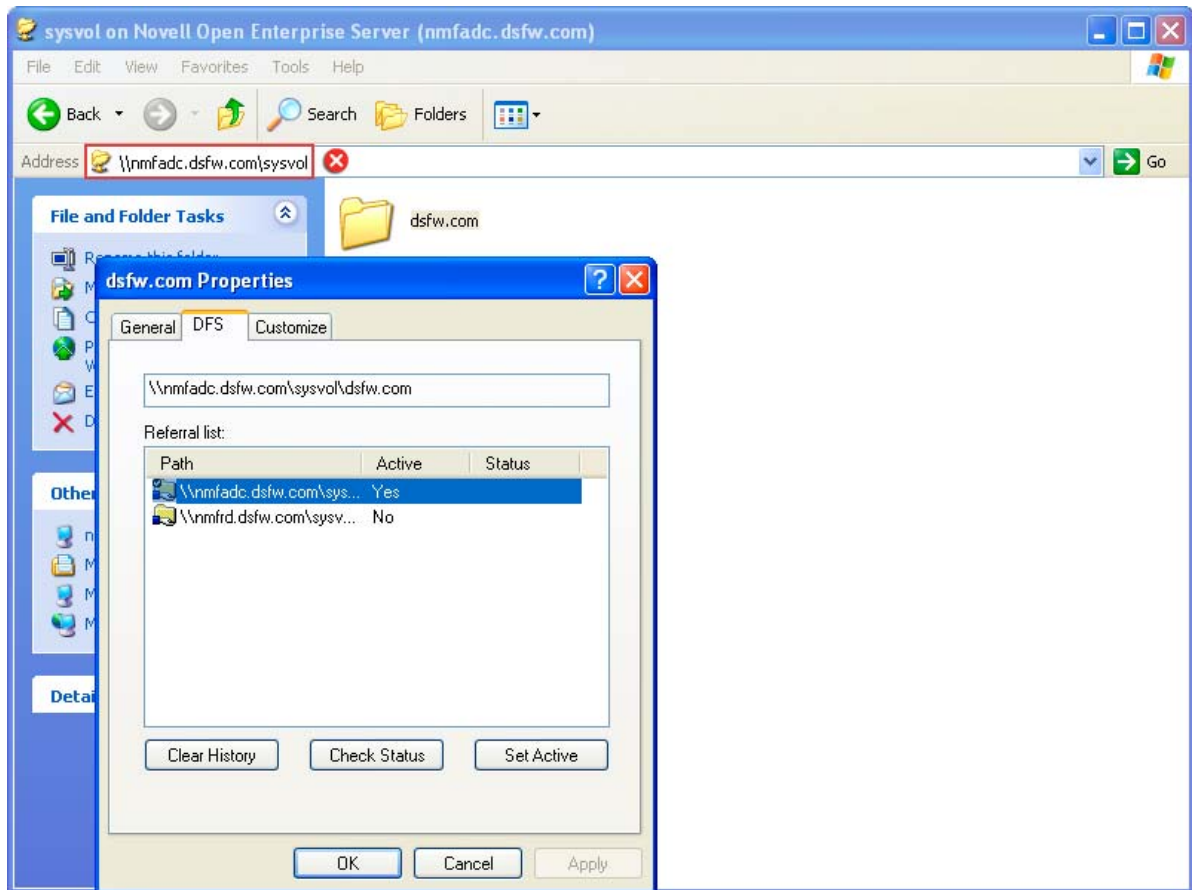 sysvol on Novell Open Enterprise Server (nmfadc.dsfw.com)
File Edit View Favorites Tools Help
Back Search Folders
Address \\nmfadc.dsfw.com\sysvol Go
File and Folder Tasks
dsfw.com
dsfw.com Properties
General DFS Customize
\\nmfadc.dsfw.com\sysvol\dsfw.com
Referral list:
Path Active Status
\\nmfadc.dsfw.com\sys... Yes
\\nmfrd.dsfw.com\sysv... No
Other
Detai
Clear History Check Status Set Active
OK Cancel Apply